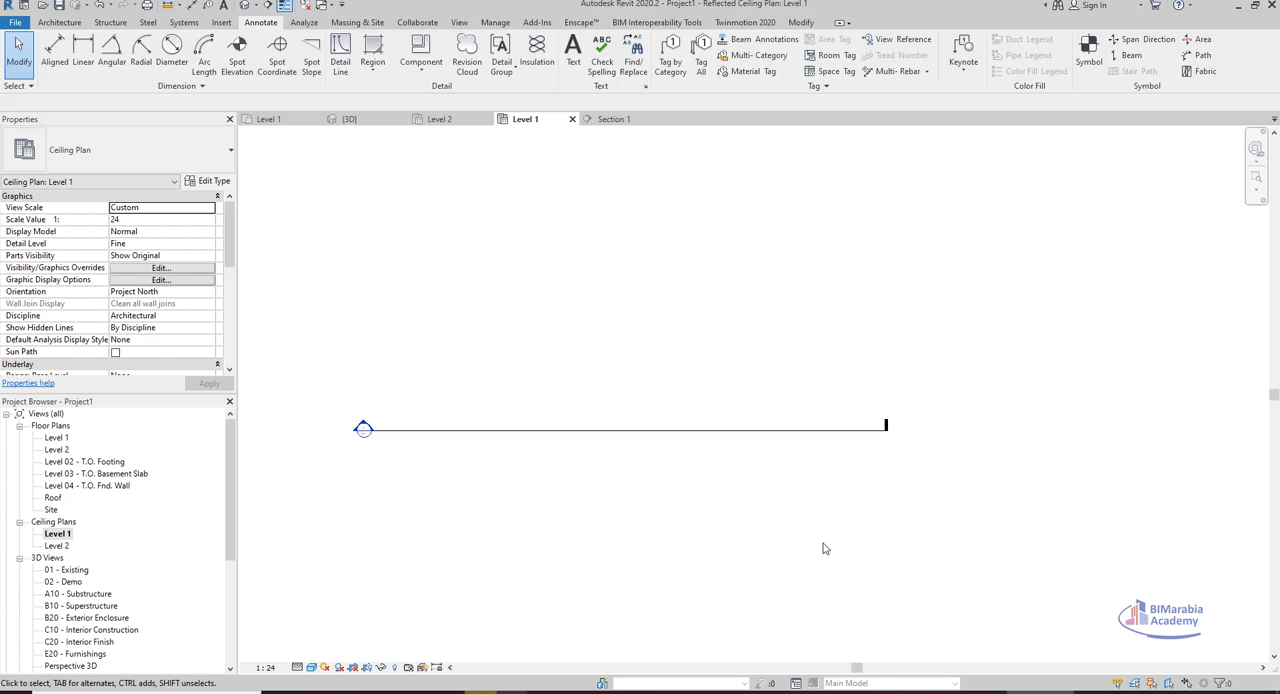 Autodesk Revit 2020.2 - Project1 - Reflected Ceiling Plan: Level 1
Sign In
File Architecture Structure Steel Systems Insert Annotate Analyze Massing & Site Collaborate View Manage Add-Ins Enscape™ BIM Interoperability Tools Twinmotion 2020 Modify
Modify Aligned Linear Angular Radial Diameter Arc Length Spot Elevation Spot Coordinate Spot Slope Detail Line Region Component Revision Cloud Detail Group Insulation Text Check Spelling Find/ Replace Tag by Category Tag All
Beam Annotations Area Tag View Reference
Multi- Category Room Tag Tread Number
Material Tag Space Tag Multi- Rebar
Keynote
Duct Legend
Pipe Legend
Color Fill Legend
Symbol
Span Direction Area
Beam Path
Stair Path Fabric
Select Dimension Detail Text Tag Color Fill Symbol
Properties
Level 1 {3D} Level 2 Level 1 Section 1
Ceiling Plan
Ceiling Plan: Level 1 Edit Type
Graphics
View Scale Custom
Scale Value 1: 24
Display Model Normal
Detail Level Fine
Parts Visibility Show Original
Visibility/Graphics Overrides Edit...
Graphic Display Options Edit...
Orientation Project North
Wall Join Display Clean all wall joins
Discipline Architectural
Show Hidden Lines By Discipline
Default Analysis Display Style None
Sun Path
Underlay
Properties help Apply
Project Browser - Project1
Views (all)
Floor Plans
Level 1
Level 2
Level 02 - T.O. Footing
Level 03 - T.O. Basement Slab
Level 04 - T.O. Fnd. Wall
Roof
Site
Ceiling Plans
Level 1
Level 2
3D Views
01 - Existing
02 - Demo
A10 - Substructure
B10 - Superstructure
B20 - Exterior Enclosure
C10 - Interior Construction
C20 - Interior Finish
E20 - Furnishings
Perspective 3D
BIMarabia
Academy
1 : 24
Click to select, TAB for alternates, CTRL adds, SHIFT unselects.
:0
Main Model
:0